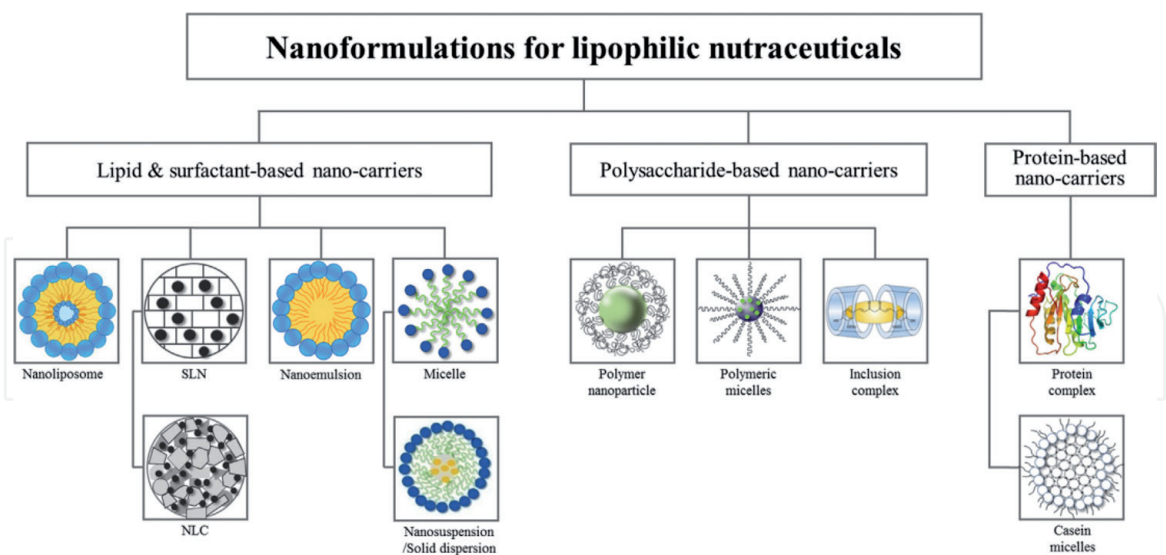 Nanoformulations for lipophilic nutraceuticals
Lipid & surfactant-based nano-carriers
Polysaccharide-based nano-carriers
Protein-based
nano-carriers
Nanoliposome
SLN
Nanoemulsion
Micelle
Polymer
nanoparticle
Polymeric
micelles
Inclusion
complex
Protein
complex
NLC
Nanosuspension
/Solid dispersion
Casein
micelles